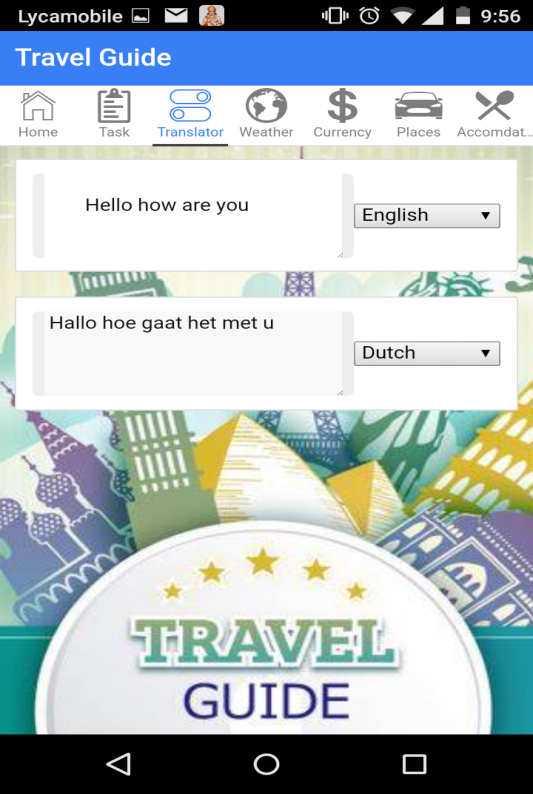 Lycamobile 9:56
Travel Guide
Home Task Translator Weather Currency Places Accomdat...
Hello how are you
English
Hallo hoe gaat het met u
Dutch
TRAVEL
GUIDE